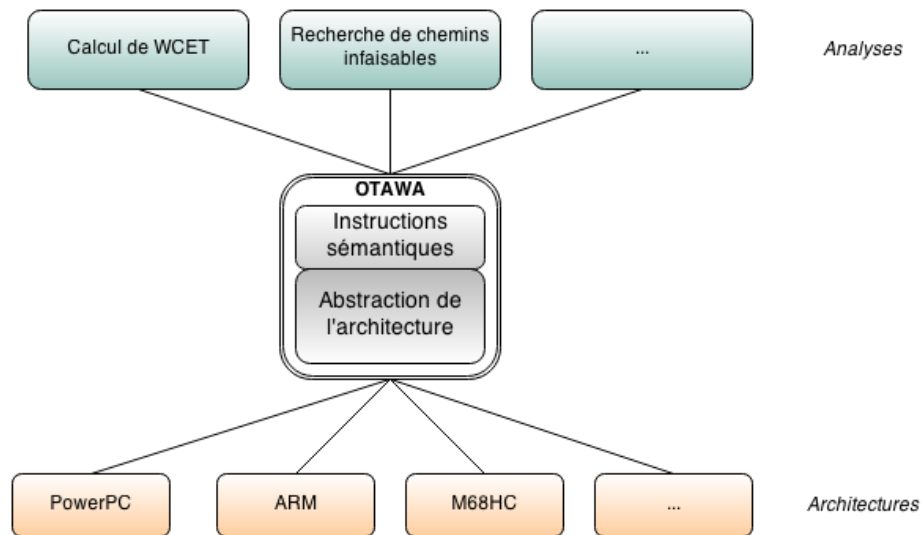 Calcul de WCET
Recherche de chemins
infaisables
...
Analyses
OTAWA
Instructions
sémantiques
Abstraction de
l'architecture
PowerPC
ARM
M68HC
...
Architectures